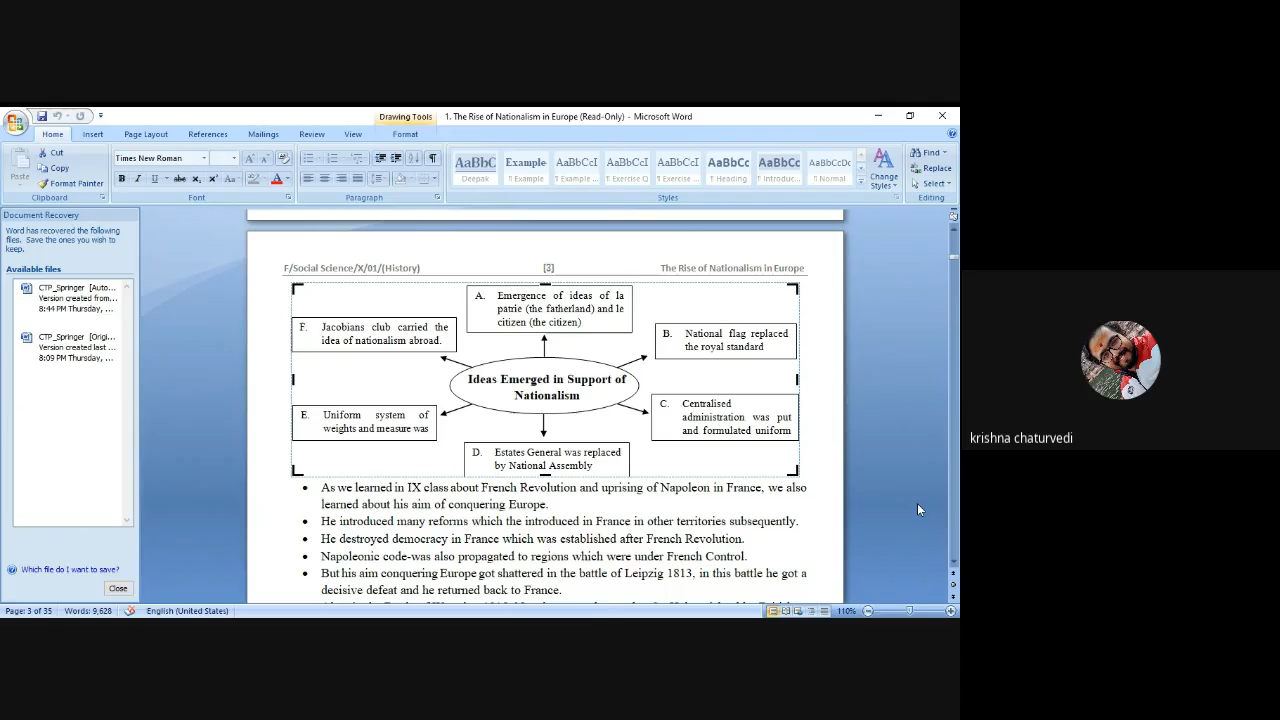 Drawing Tools
1. The Rise of Nationalism in Europe (Read-Only) - Microsoft Word
Home Insert Page Layout References Mailings Review View Format
Paste
Cut
Copy
Format Painter
Clipboard
Times New Roman
Font
Paragraph
AaBbC Example AaBbCcI AaBbCcI AaBbCcI AaBbCc AaBbCc AaBbCcDc
Deepak ¶ Example ¶ Example ... ¶ Exercise Q ¶ Exercise ... ¶ Heading ¶ Introduc... ¶ Normal
Change Styles
Styles
Find
Replace
Select
Editing
Document Recovery
Word has recovered the following
files. Save the ones you wish to
keep.
Available files
CTP_Springer [Auto...
Version created from...
8:44 PM Thursday, ...
CTP_Springer [Origi...
Version created last ...
8:09 PM Thursday, ...
Which file do I want to save?
Close
F/Social Science/X/01/(History) [3] The Rise of Nationalism in Europe
A. Emergence of ideas of la
patrie (the fatherland) and le
citizen (the citizen)
F. Jacobians club carried the
idea of nationalism abroad.
B. National flag replaced
the royal standard
Ideas Emerged in Support of
Nationalism
E. Uniform system of
weights and measure was
C. Centralised
administration was put
and formulated uniform
D. Estates General was replaced
by National Assembly
• As we learned in IX class about French Revolution and uprising of Napoleon in France, we also
learned about his aim of conquering Europe.
• He introduced many reforms which the introduced in France in other territories subsequently.
• He destroyed democracy in France which was established after French Revolution.
• Napoleonic code-was also propagated to regions which were under French Control.
• But his aim conquering Europe got shattered in the battle of Leipzig 1813, in this battle he got a
decisive defeat and he returned back to France.
Page: 3 of 35 Words: 9,628 English (United States) 110%
krishna chaturvedi